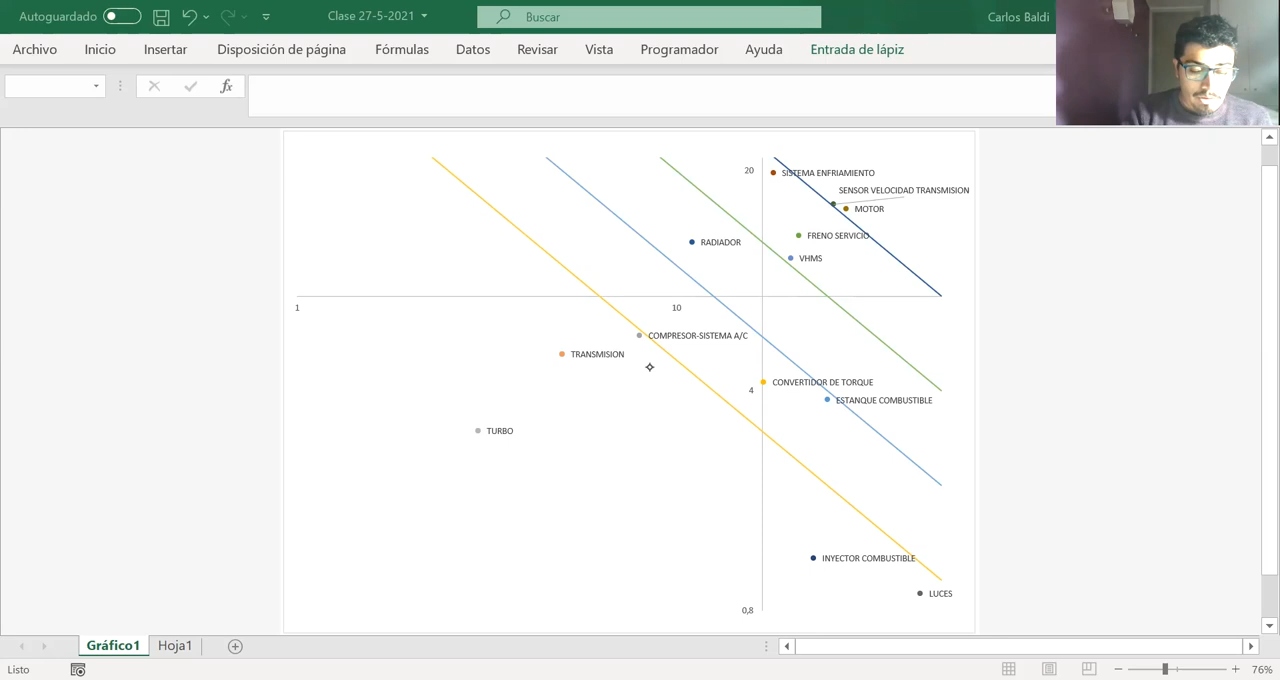 Autoguardado
Clase 27-5-2021
Buscar
Carlos Baldi
Archivo Inicio Insertar Disposición de página Fórmulas Datos Revisar Vista Programador Ayuda Entrada de lápiz
fx
20 SISTEMA ENFRIAMIENTO
SENSOR VELOCIDAD TRANSMISION
MOTOR
FRENO SERVICIO
RADIADOR
VHMS
1 10
COMPRESOR-SISTEMA A/C
TRANSMISION
CONVERTIDOR DE TORQUE
4
ESTANQUE COMBUSTIBLE
TURBO
INYECTOR COMBUSTIBLE
LUCES
0,8
Gráfico1 Hoja1
Listo
76%